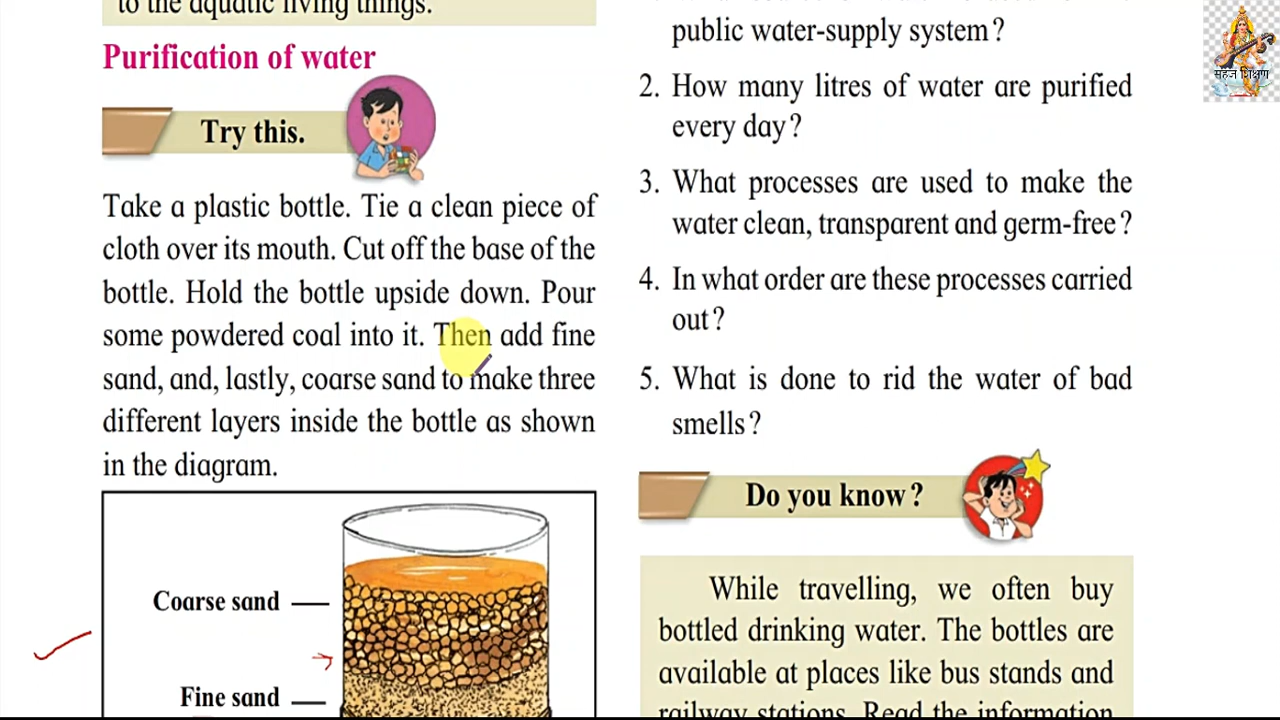 to the aquatic living things.
Purification of water
Try this.
Take a plastic bottle. Tie a clean piece of
cloth over its mouth. Cut off the base of the
bottle. Hold the bottle upside down. Pour
some powdered coal into it. Then add fine
sand, and, lastly, coarse sand to make three
different layers inside the bottle as shown
in the diagram.
Coarse sand
Fine sand
public water-supply system?
2. How many litres of water are purified
every day?
3. What processes are used to make the
water clean, transparent and germ-free?
4. In what order are these processes carried
out?
5. What is done to rid the water of bad
smells?
Do you know?
While travelling, we often buy
bottled drinking water. The bottles are
available at places like bus stands and
railway stations. Read the information
सहज शिक्षण